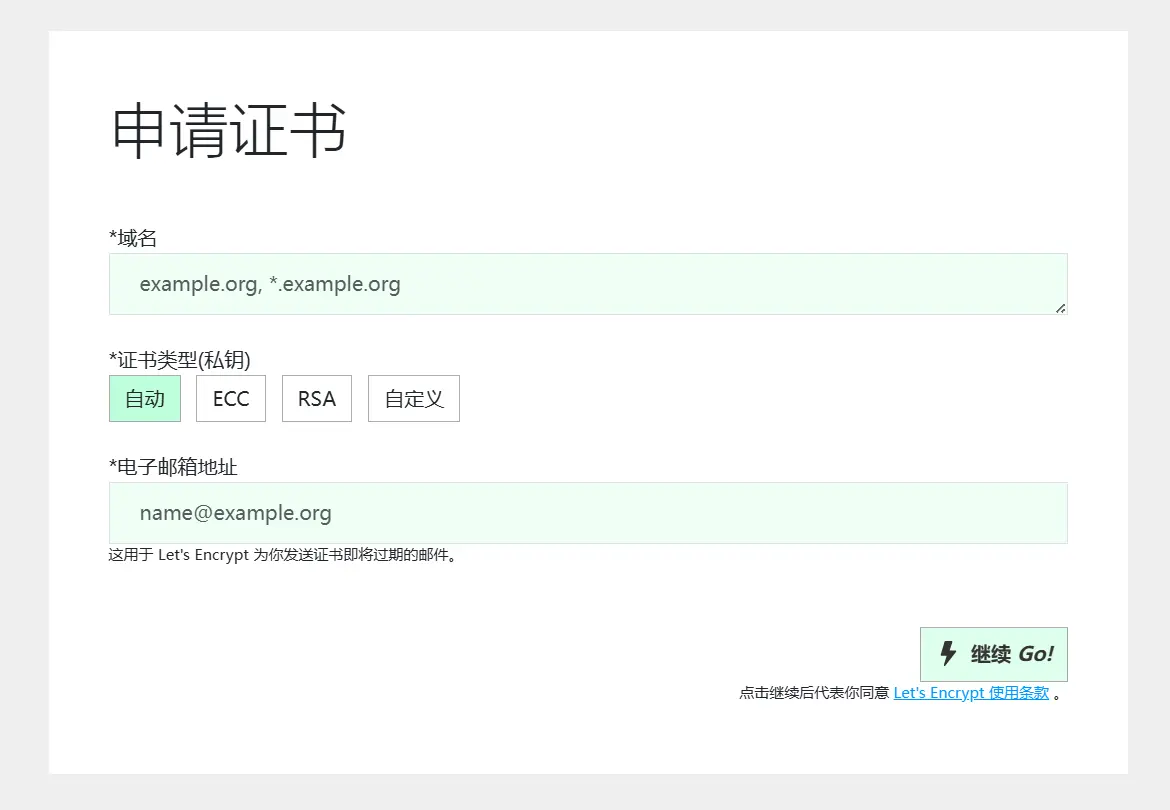 申请证书
*域名
example.org, *.example.org
*证书类型(私钥)
自动 ECC RSA 自定义
*电子邮箱地址
name@example.org
这用于 Let's Encrypt 为你发送证书即将过期的邮件。
继续 Go!
点击继续后代表你同意 Let's Encrypt 使用条款 。